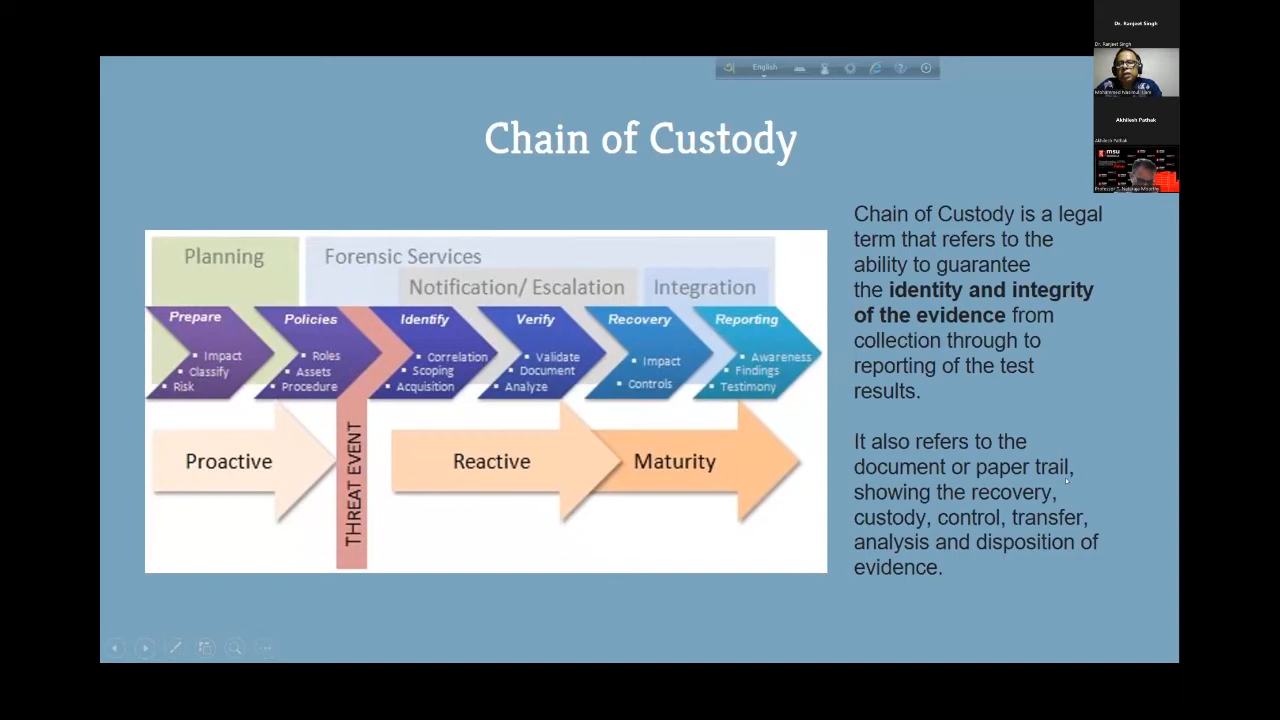 Dr. Ranjeet Singh
Dr. Ranjeet Singh
English
Akhilesh Pathak
Akhilesh Pathak
msu
Chain of Custody
Planning
Forensic Services
Notification/ Escalation
Integration
Prepare
▪ Impact
▪ Classify
▪ Risk
Policies
▪ Roles
▪ Assets
▪ Procedure
Identify
▪ Correlation
▪ Scoping
▪ Acquisition
Verify
▪ Validate
▪ Document
▪ Analyze
Recovery
▪ Impact
▪ Controls
Reporting
▪ Awareness
▪ Findings
▪ Testimony
Proactive
THREAT EVENT
Reactive
Maturity
Chain of Custody is a legal
term that refers to the
ability to guarantee
the identity and integrity
of the evidence from
collection through to
reporting of the test
results.
It also refers to the
document or paper trail,
showing the recovery,
custody, control, transfer,
analysis and disposition of
evidence.